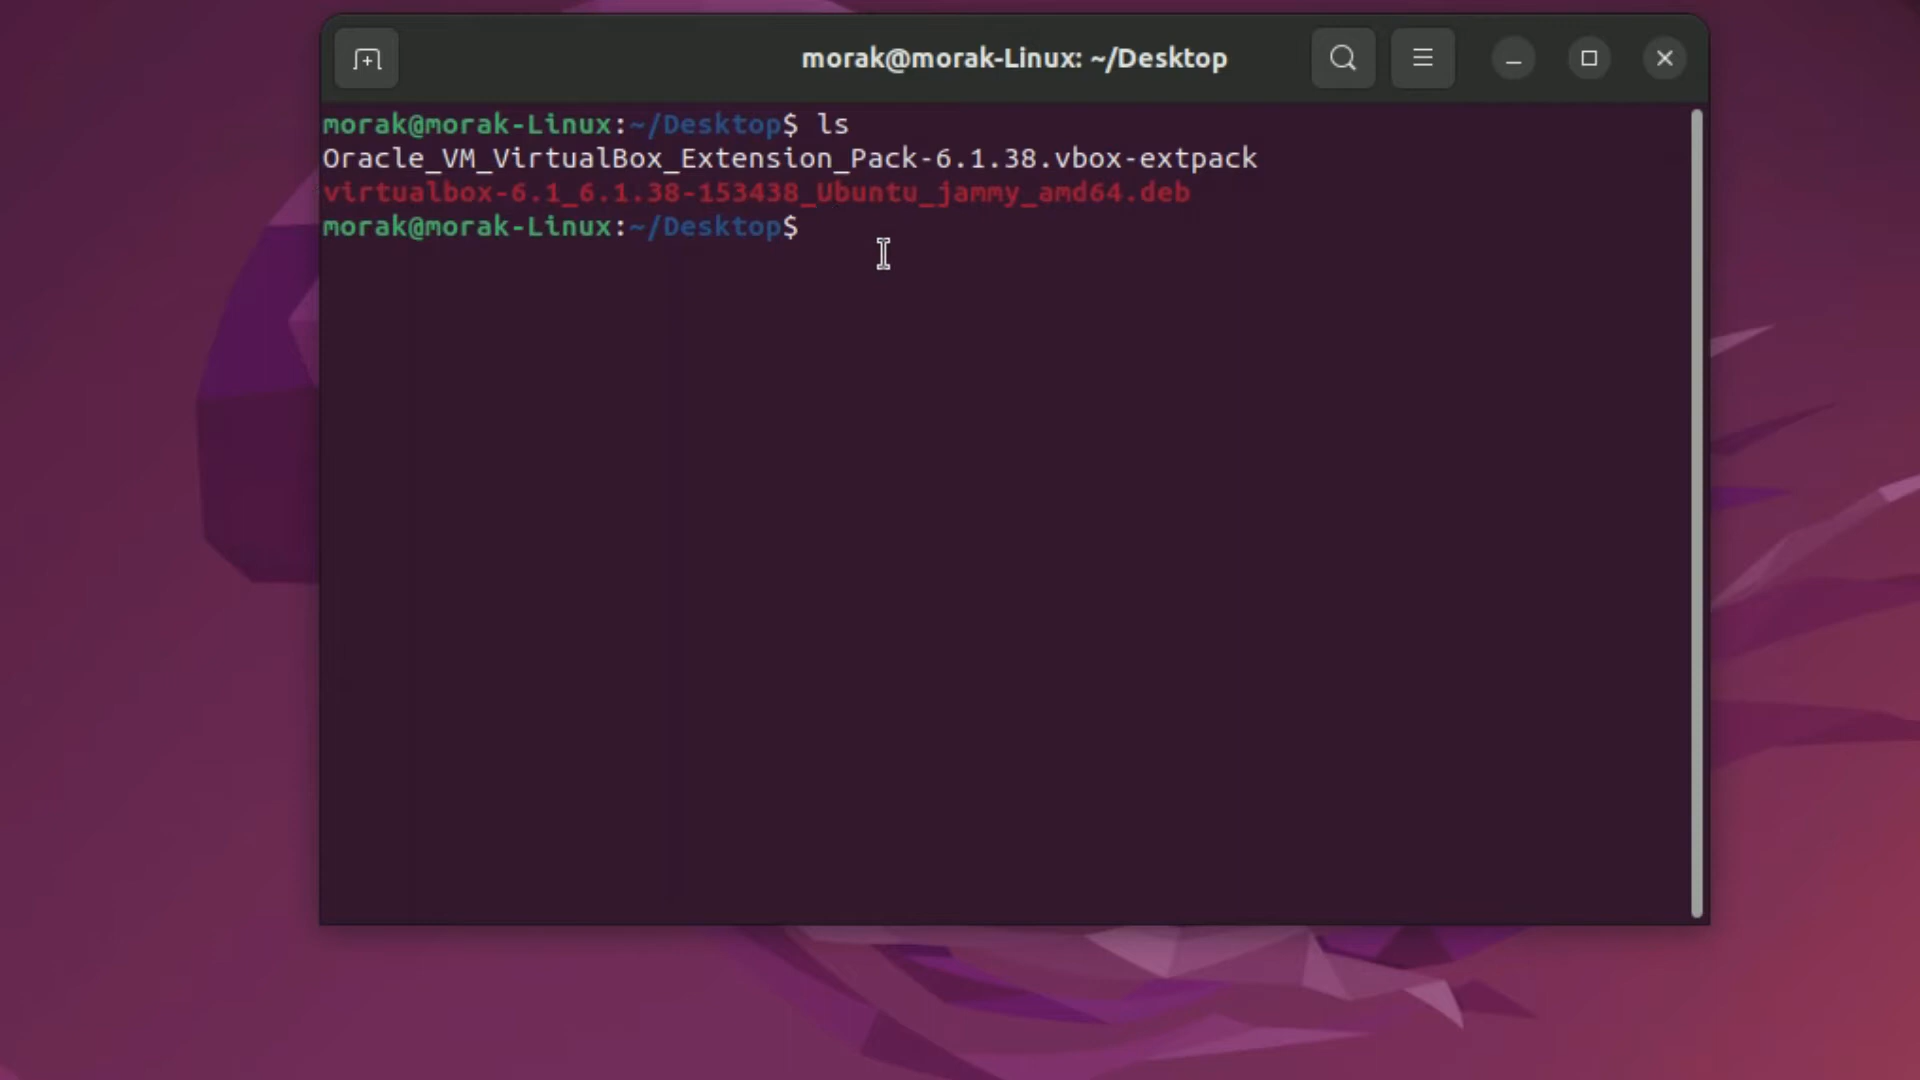 morak@morak-Linux: ~/Desktop
morak@morak-Linux:~/Desktop$ ls
Oracle_VM_VirtualBox_Extension_Pack-6.1.38.vbox-extpack
virtualbox-6.1_6.1.38-153438_Ubuntu_jammy_amd64.deb
morak@morak-Linux:~/Desktop$